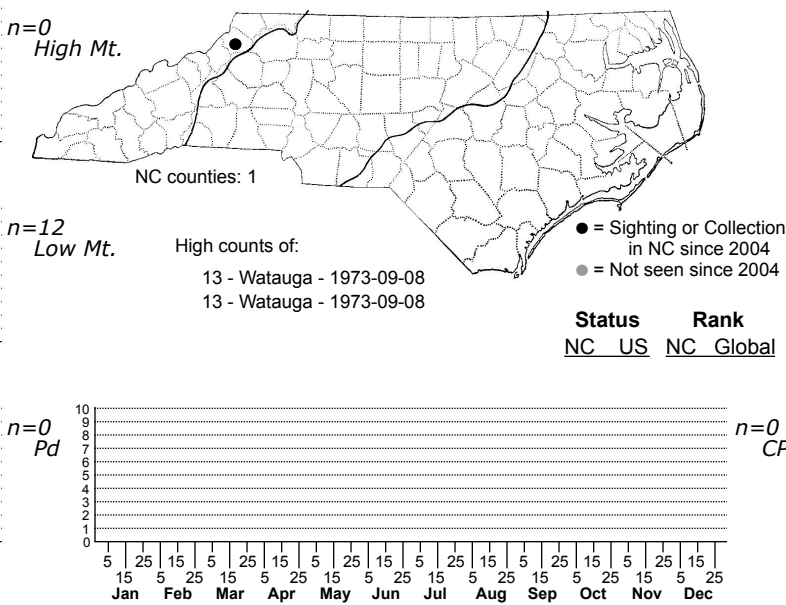 n=0
High Mt.
NC counties: 1
n=12
Low Mt.
High counts of:
13 - Watauga - 1973-09-08
13 - Watauga - 1973-09-08
● = Sighting or Collection
in NC since 2004
● = Not seen since 2004
Status Rank
NC US NC Global
n=0
Pd
10
9
8
7
6
5
4
3
2
1
0
n=0
CP
5 25 15 5 25 15 5 25 15 5 25 15 5 25 15 5 25 15
15 5 25 15 5 25 15 5 25 15 5 25 15 5 25 15 5 25
Jan Feb Mar Apr May Jun Jul Aug Sep Oct Nov Dec